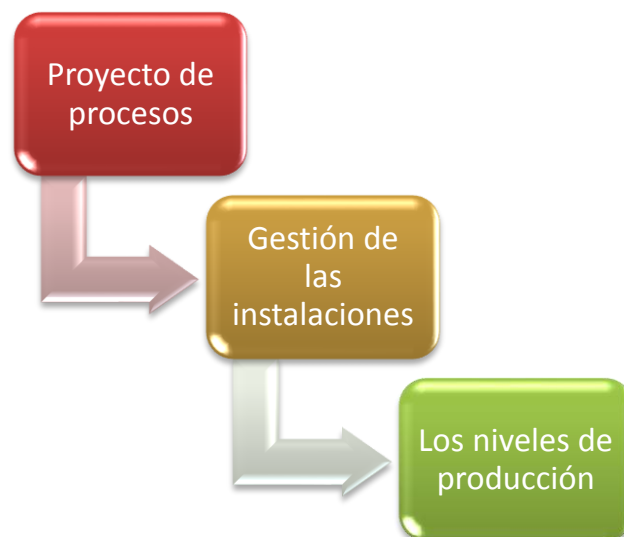 Proyecto de
procesos
Gestión de
las
instalaciones
Los niveles de
producción